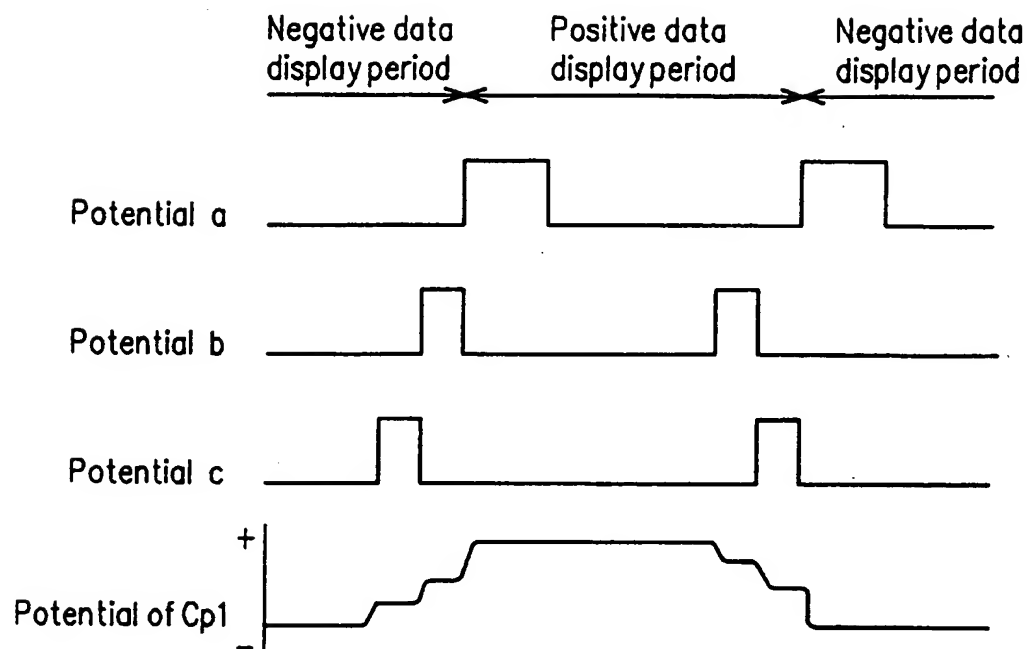 Negative data
display period
Positive data
display period
Negative data
display period
Potential a
Potential b
Potential c
+
Potential of Cp1
−